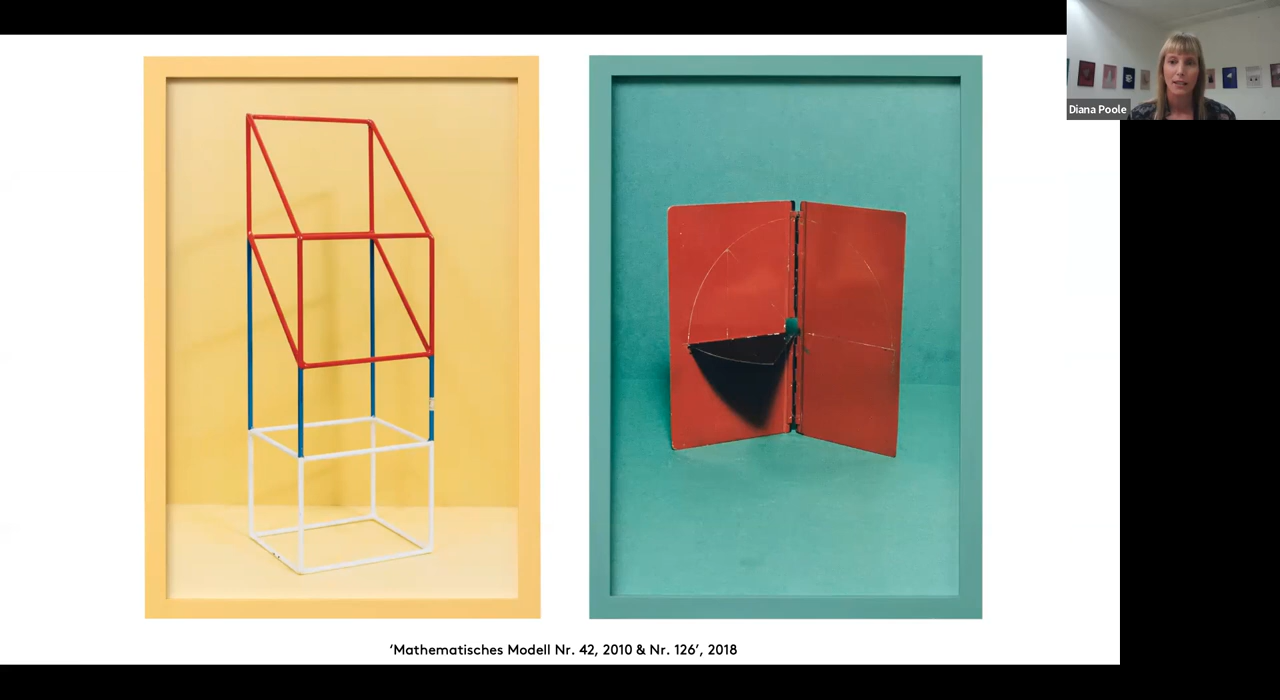 Diana Poole
‘Mathematisches Modell Nr. 42, 2010 & Nr. 126’, 2018